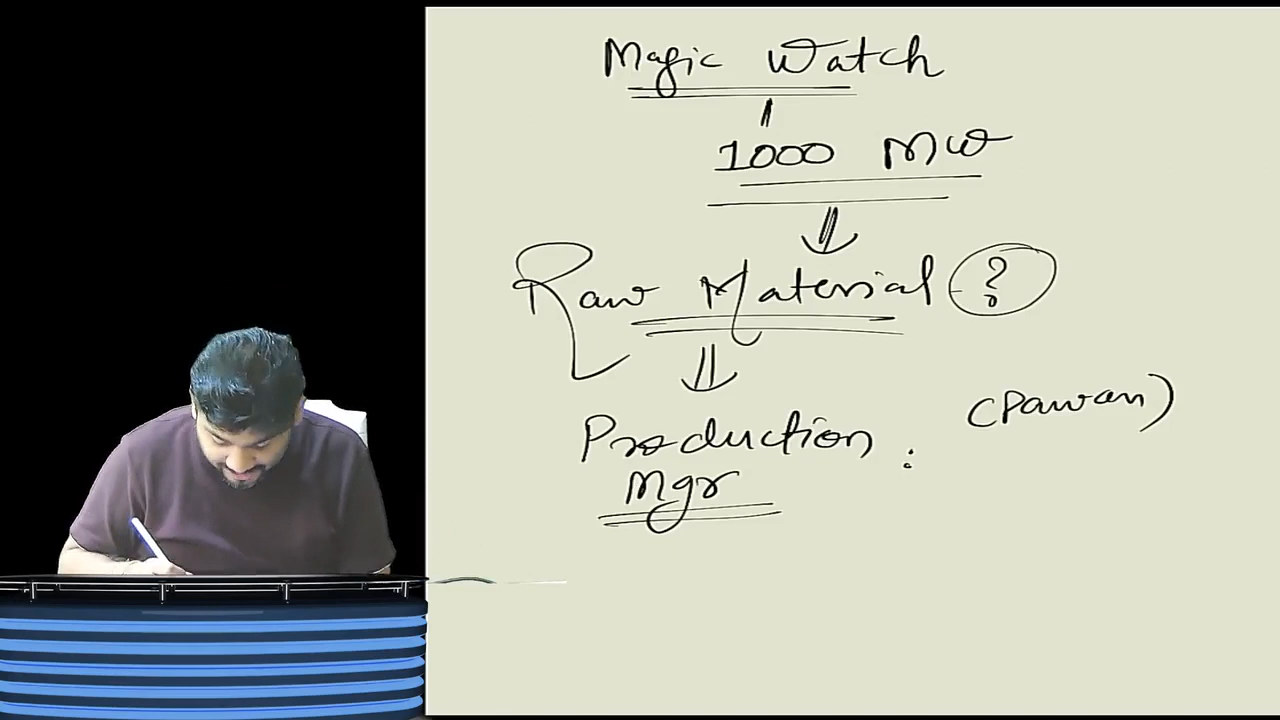 Magic Watch
1000 MW
Raw Material ?
Production : (Pawan)
Mgr